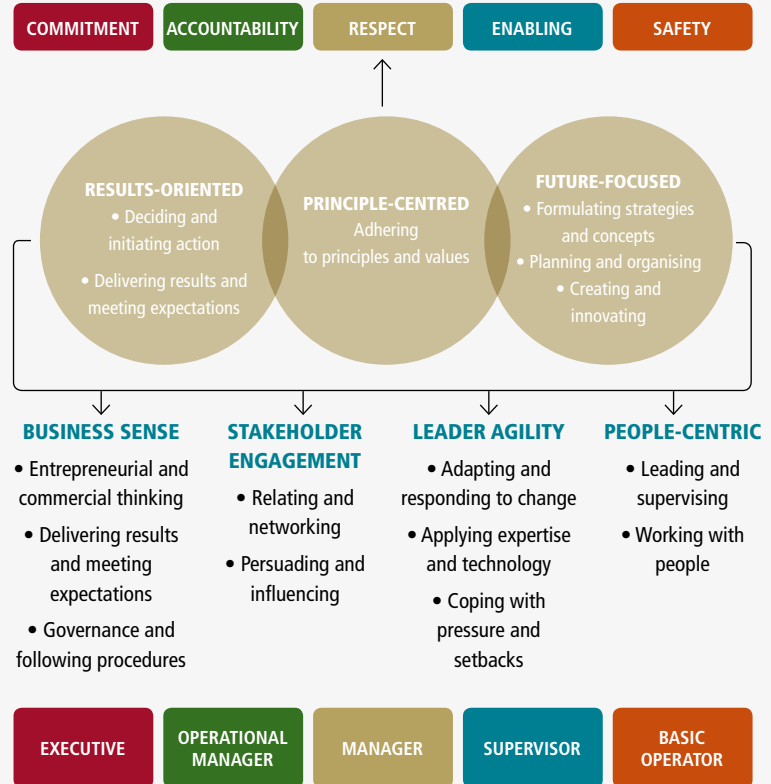 COMMITMENT
ACCOUNTABILITY
RESPECT
ENABLING
SAFETY
RESULTS-ORIENTED
• Deciding and
initiating action
• Delivering results and
meeting expectations
PRINCIPLE-CENTRED
Adhering
to principles and values
FUTURE-FOCUSED
• Formulating strategies
and concepts
• Planning and organising
• Creating and
innovating
BUSINESS SENSE
• Entrepreneurial and
commercial thinking
• Delivering results
and meeting
expectations
• Governance and
following procedures
STAKEHOLDER
ENGAGEMENT
• Relating and
networking
• Persuading and
influencing
LEADER AGILITY
• Adapting and
responding to change
• Applying expertise
and technology
• Coping with
pressure and
setbacks
PEOPLE-CENTRIC
• Leading and
supervising
• Working with
people
EXECUTIVE
OPERATIONAL
MANAGER
MANAGER
SUPERVISOR
BASIC
OPERATOR